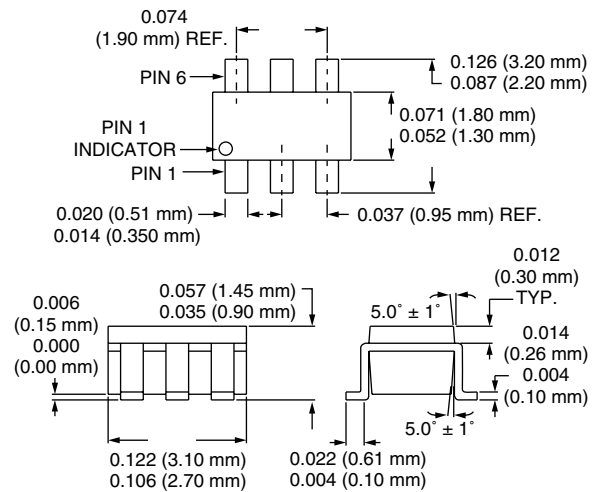 0.074
(1.90 mm) REF.
0.126 (3.20 mm)
0.087 (2.20 mm)
PIN 6
0.071 (1.80 mm)
0.052 (1.30 mm)
PIN 1
INDICATOR
PIN 1
0.020 (0.51 mm)
0.014 (0.350 mm)
0.037 (0.95 mm) REF.
0.012
(0.30 mm)
TYP.
0.057 (1.45 mm)
0.035 (0.90 mm)
5.0° ± 1°
0.006
(0.15 mm)
0.000
(0.00 mm)
0.014
(0.26 mm)
0.004
(0.10 mm)
5.0° ± 1°
0.122 (3.10 mm)
0.106 (2.70 mm)
0.022 (0.61 mm)
0.004 (0.10 mm)